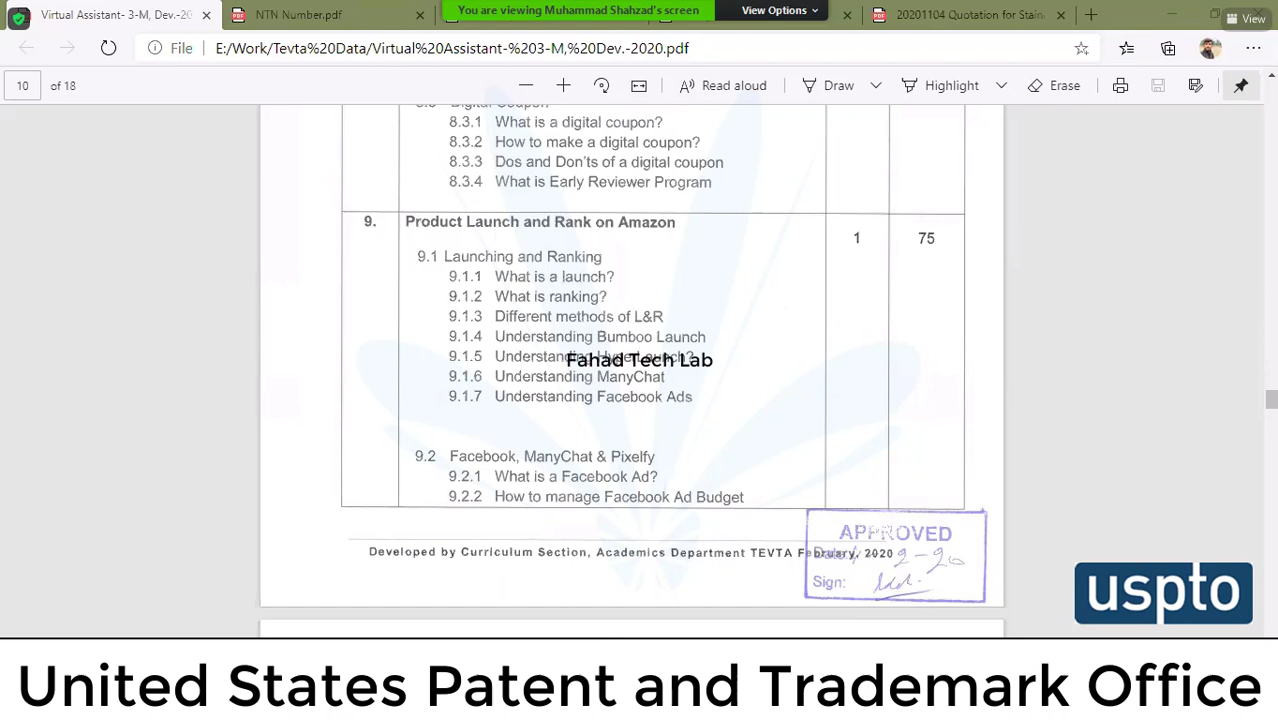 Virtual Assistant- 3-M, Dev.-20
NTN Number.pdf
You are viewing Muhammad Shahzad's screen
View Options
20201104 Quotation for Stain
View
File
E:/Work/Tevta%20Data/Virtual%20Assistant-%203-M,%20Dev.-2020.pdf
10 of 18
Read aloud
Draw
Highlight
Erase
Digital Coupon
8.3.1 What is a digital coupon?
8.3.2 How to make a digital coupon?
8.3.3 Dos and Don'ts of a digital coupon
8.3.4 What is Early Reviewer Program
9. Product Launch and Rank on Amazon
1 75
9.1 Launching and Ranking
9.1.1 What is a launch?
9.1.2 What is ranking?
9.1.3 Different methods of L&R
9.1.4 Understanding Bumboo Launch
9.1.5 Understanding
Fahad Tech Lab
9.1.6 Understanding ManyChat
9.1.7 Understanding Facebook Ads
9.2 Facebook, ManyChat & Pixelfy
9.2.1 What is a Facebook Ad?
9.2.2 How to manage Facebook Ad Budget
APPROVED
Developed by Curriculum Section, Academics Department TEVTA February, 2020
Sign:
uspto
United States Patent and Trademark Office